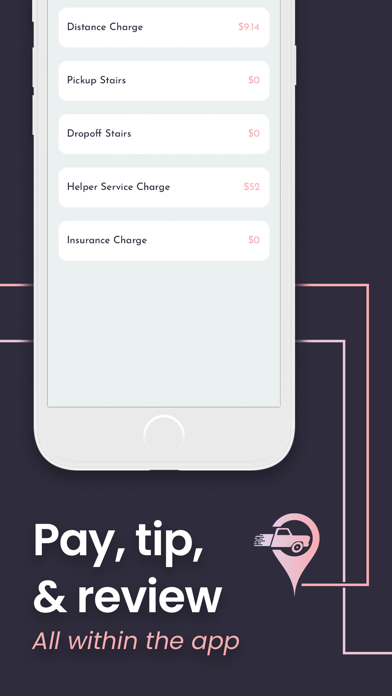 Distance Charge $9.14
Pickup Stairs $0
Dropoff Stairs $0
Helper Service Charge $52
Insurance Charge $0
Pay, tip,
& review
All within the app